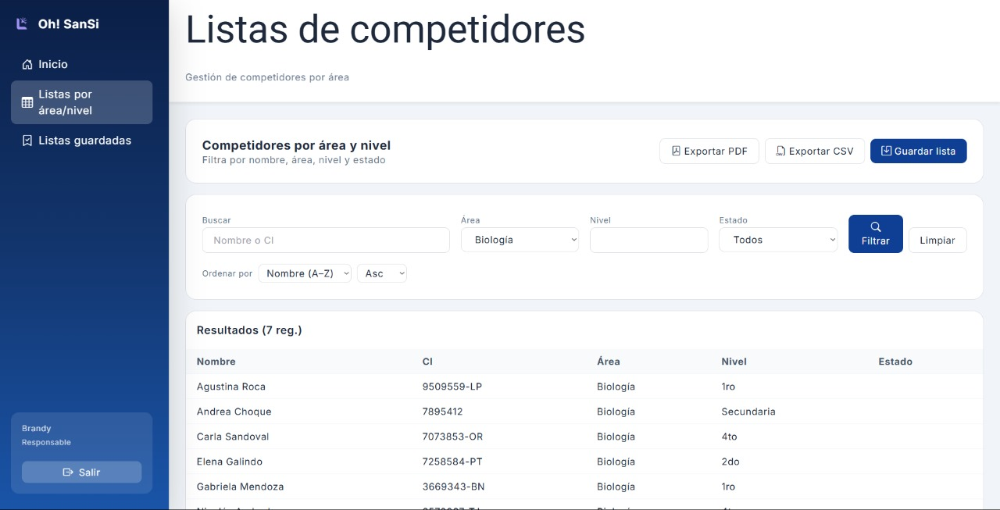 Oh! SanSi
Inicio
Listas por
área/nivel
Listas guardadas
Brandy
Responsable
Salir
Listas de competidores
Gestión de competidores por área
Competidores por área y nivel
Filtra por nombre, área, nivel y estado
Exportar PDF
Exportar CSV
Guardar lista
Buscar
Nombre o CI
Área
Biología
Nivel
Estado
Todos
Filtrar
Limpiar
Ordenar por
Nombre (A–Z)
Asc
Resultados (7 reg.)
Nombre CI Área Nivel Estado
Agustina Roca 9509559-LP Biología 1ro
Andrea Choque 7895412 Biología Secundaria
Carla Sandoval 7073853-OR Biología 4to
Elena Galindo 7258584-PT Biología 2do
Gabriela Mendoza 3669343-BN Biología 1ro